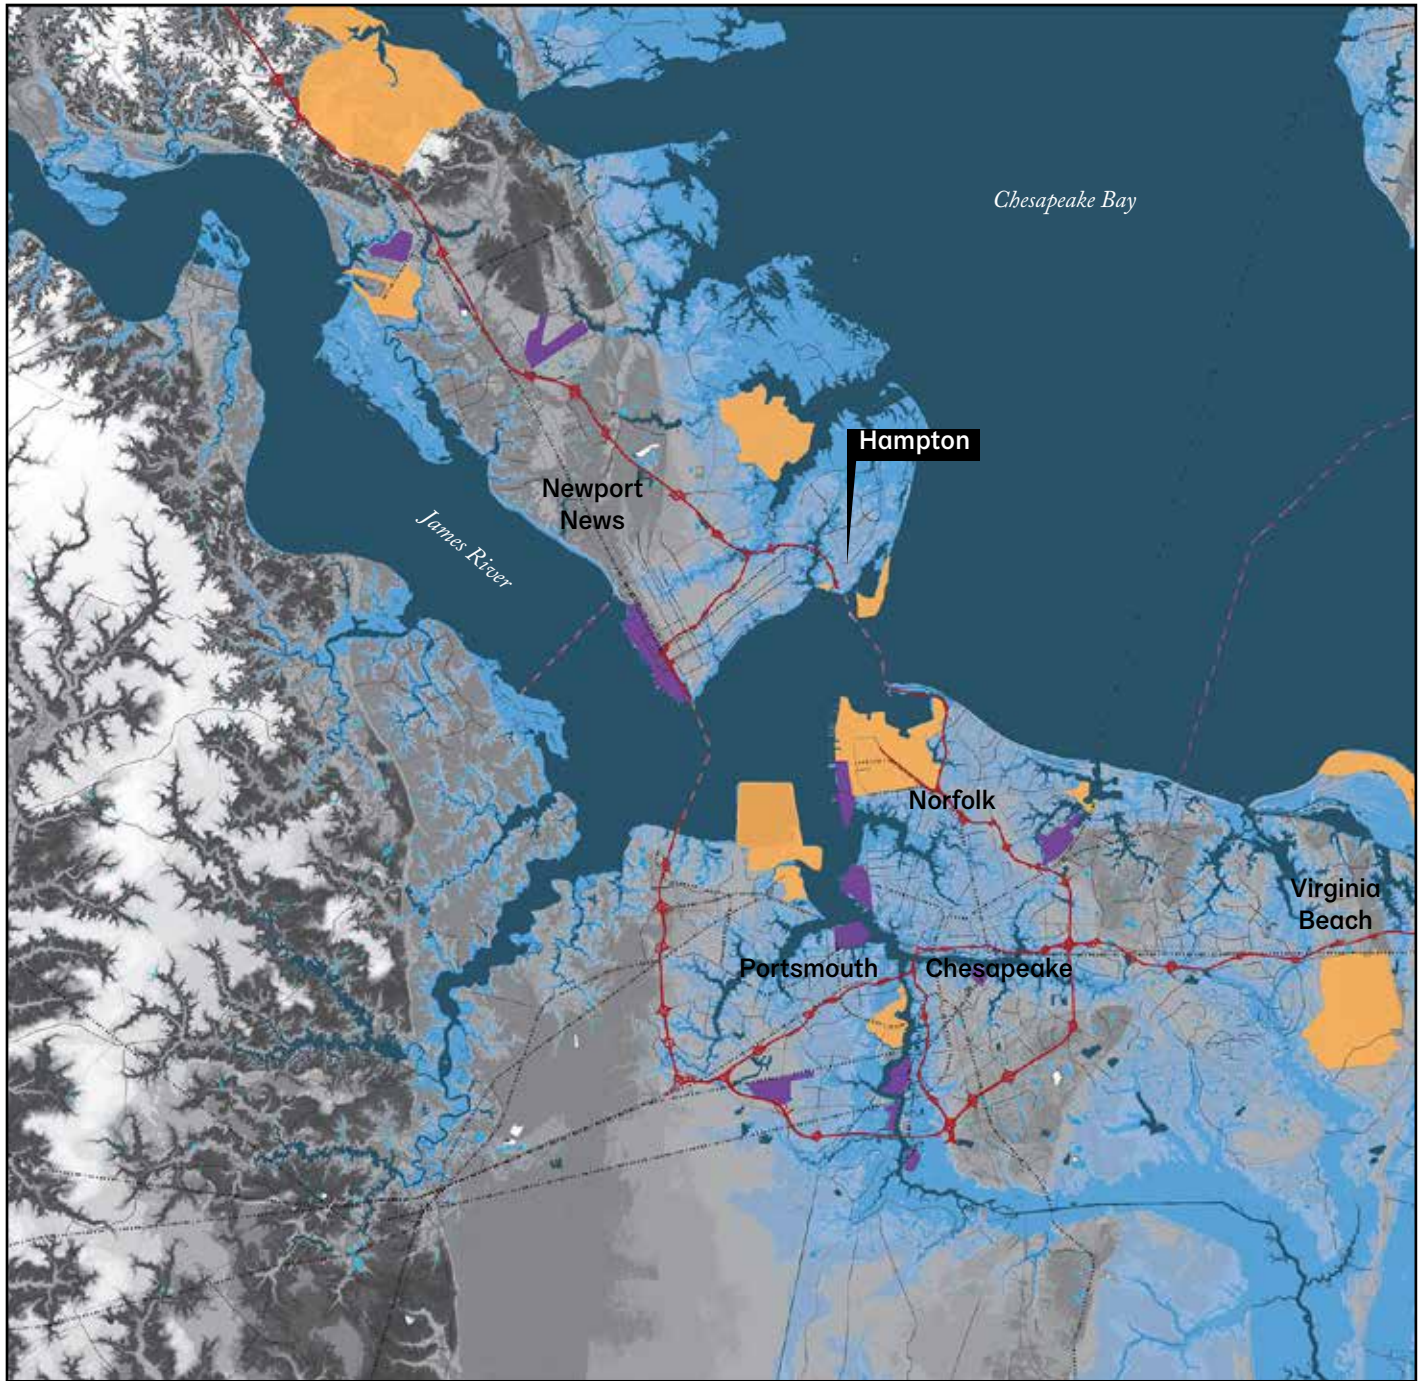 Chesapeake Bay
Hampton
Newport
News
James River
Norfolk
Virginia
Beach
Portsmouth
Chesapeake